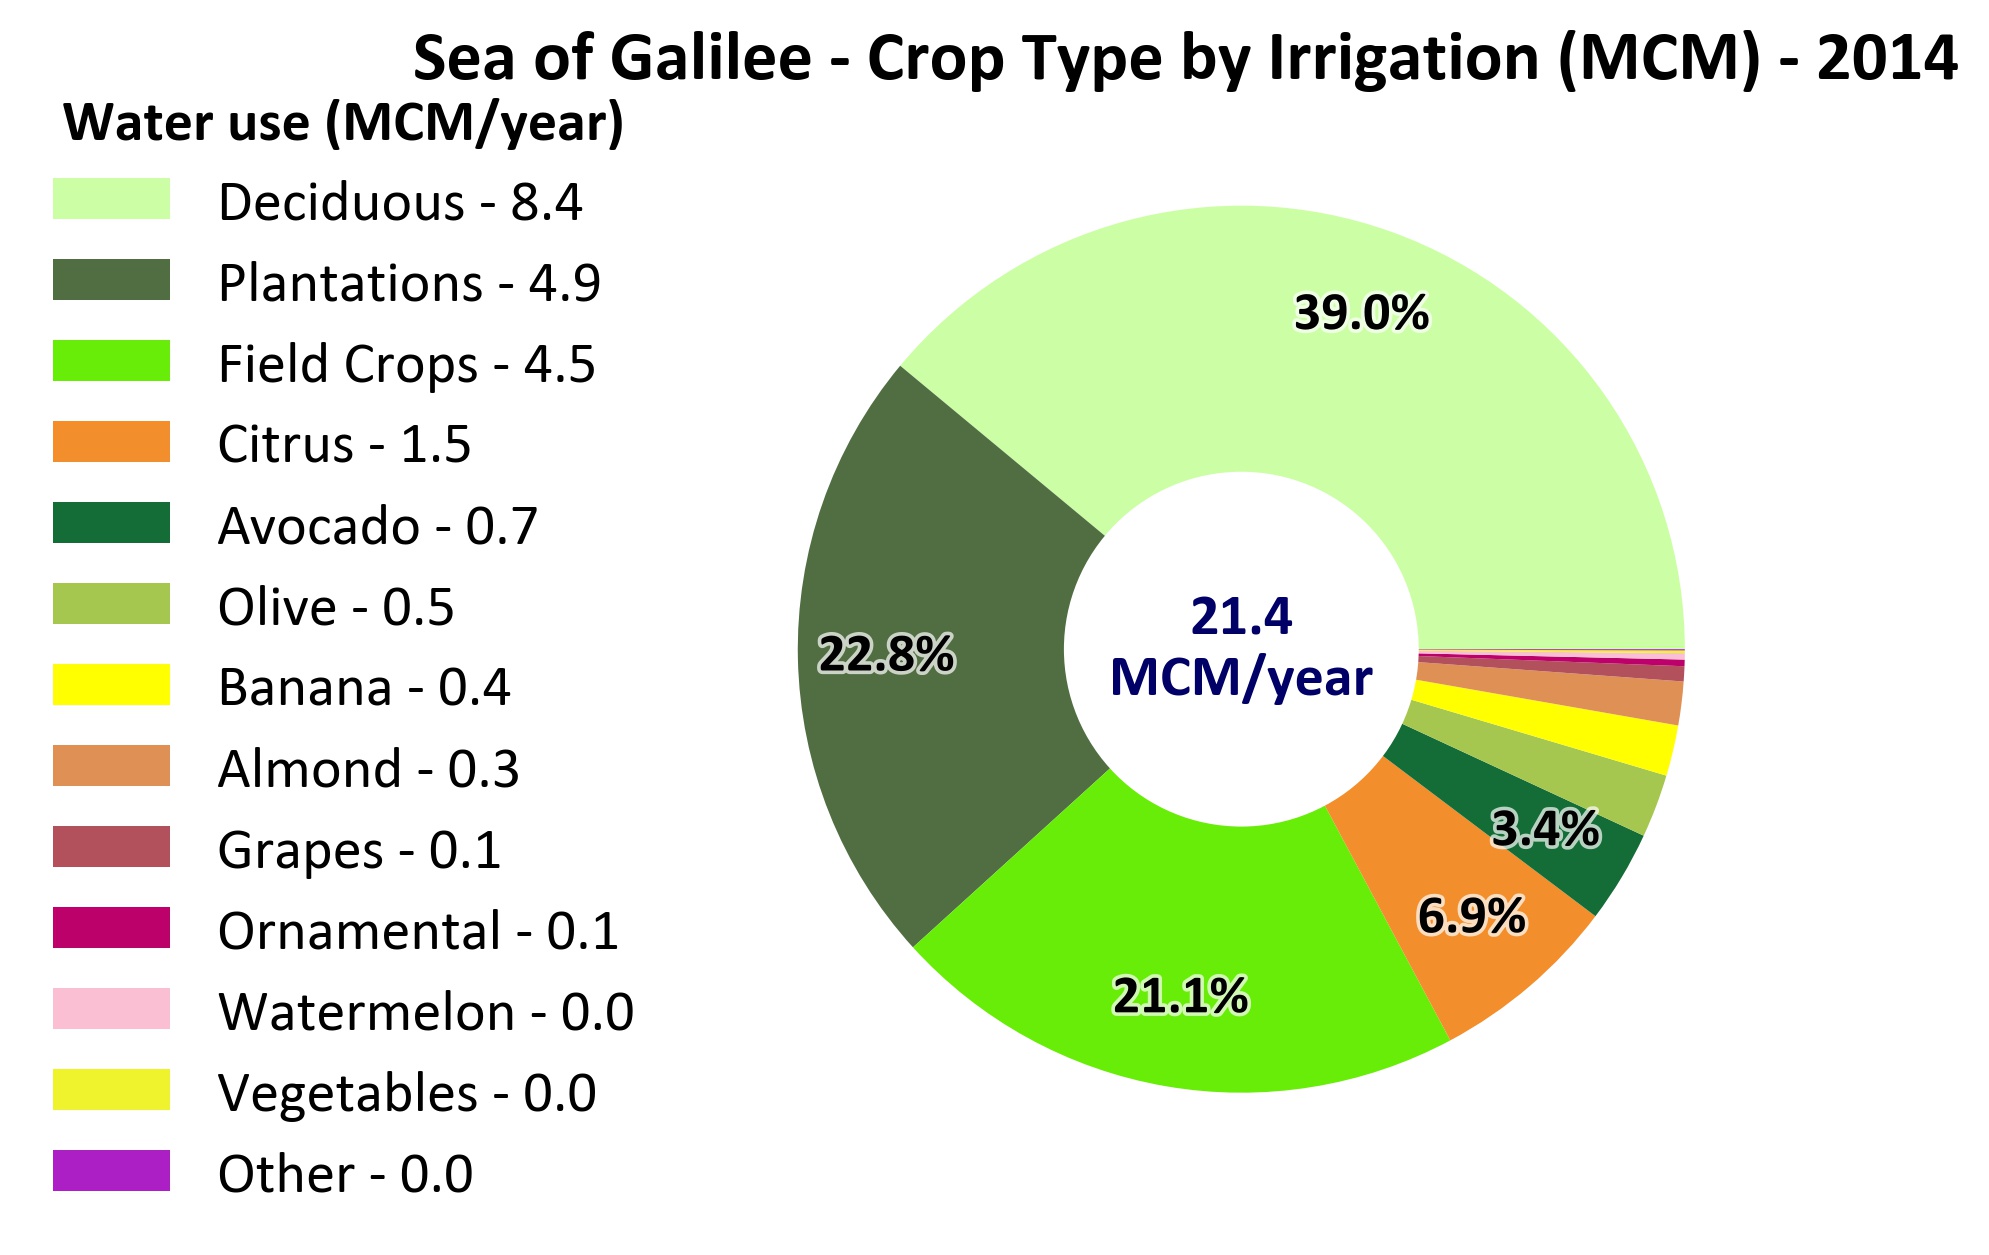 Sea of Galilee - Crop Type by Irrigation (MCM) - 2014
Water use (MCM/year)
Deciduous - 8.4
Plantations - 4.9
Field Crops - 4.5
Citrus - 1.5
Avocado - 0.7
Olive - 0.5
Banana - 0.4
Almond - 0.3
Grapes - 0.1
Ornamental - 0.1
Watermelon - 0.0
Vegetables - 0.0
Other - 0.0
39.0%
22.8%
21.1%
6.9%
3.4%
21.4
MCM/year